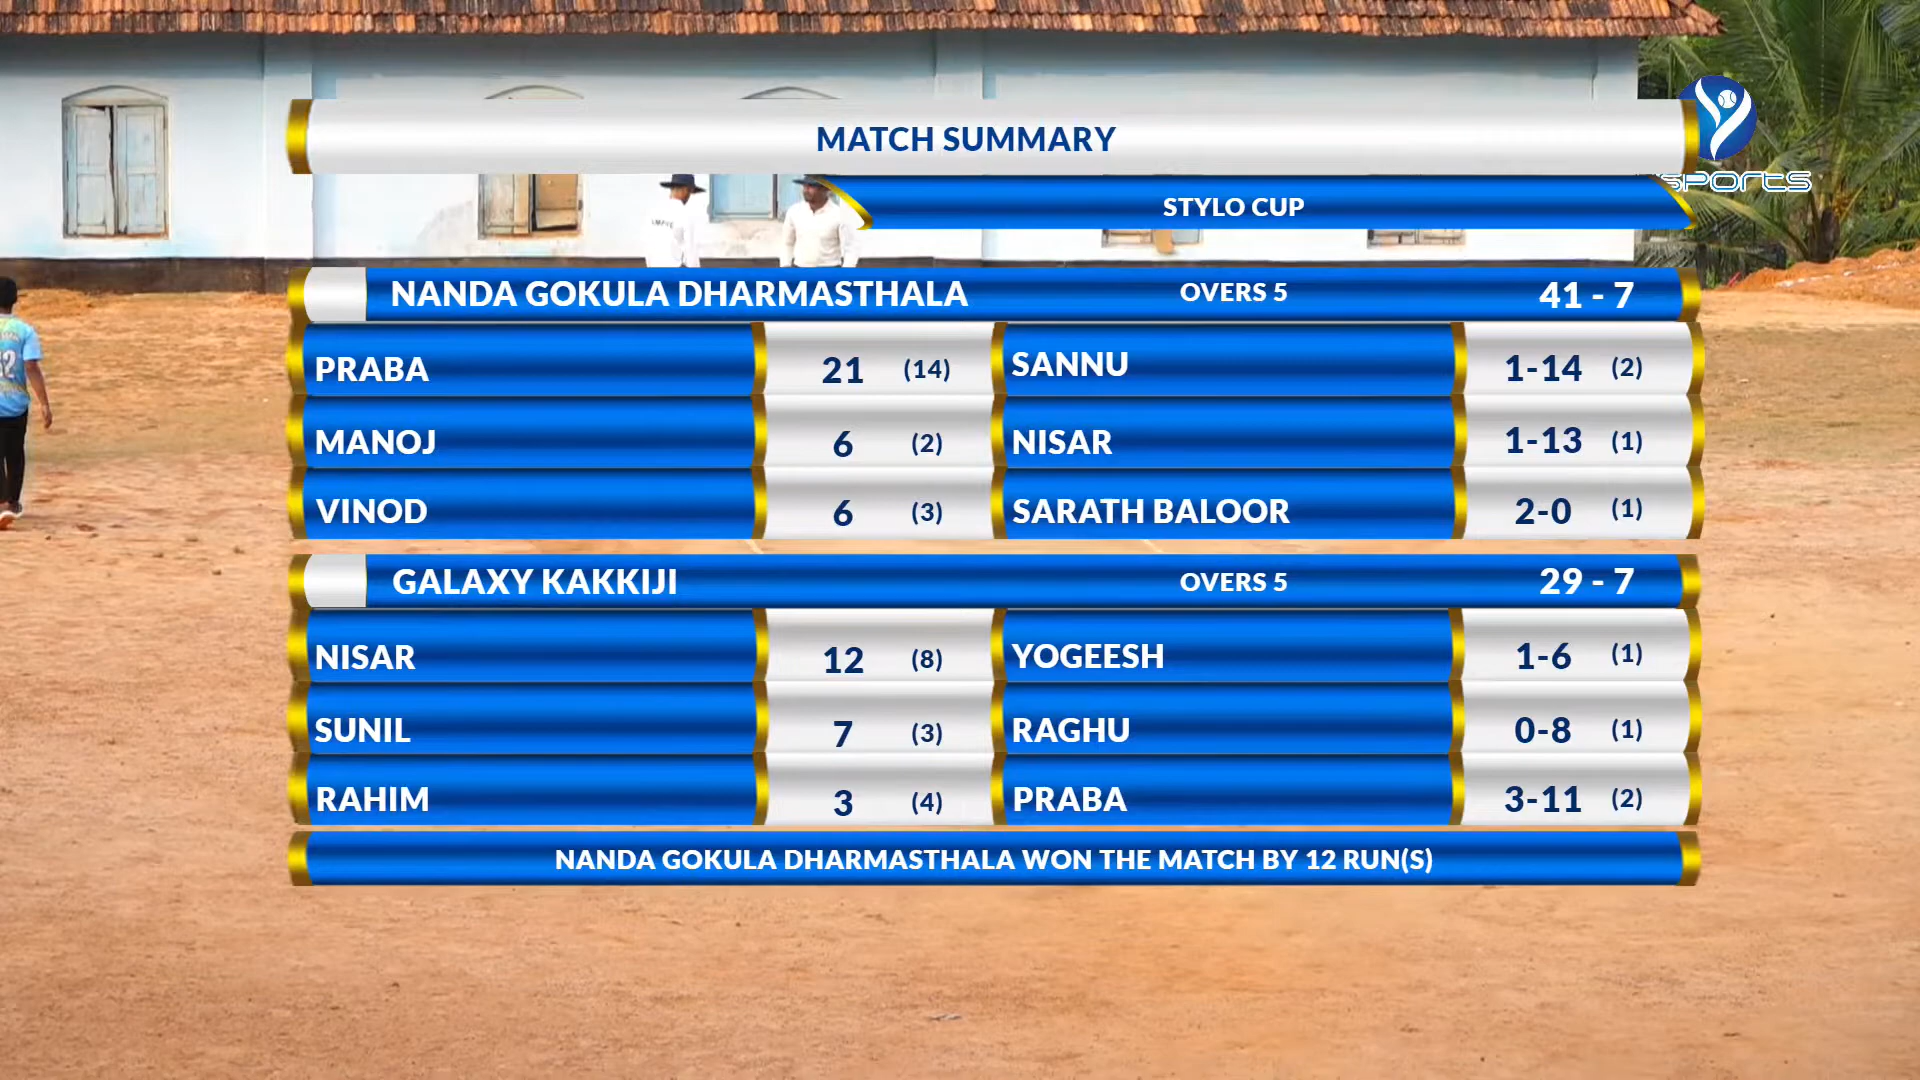 MATCH SUMMARY
SPORTS
STYLO CUP
NANDA GOKULA DHARMASTHALA OVERS 5 41 - 7
PRABA 21 (14) SANNU 1-14 (2)
MANOJ 6 (2) NISAR 1-13 (1)
VINOD 6 (3) SARATH BALOOR 2-0 (1)
GALAXY KAKKIJI OVERS 5 29 - 7
NISAR 12 (8) YOGEESH 1-6 (1)
SUNIL 7 (3) RAGHU 0-8 (1)
RAHIM 3 (4) PRABA 3-11 (2)
NANDA GOKULA DHARMASTHALA WON THE MATCH BY 12 RUN(S)